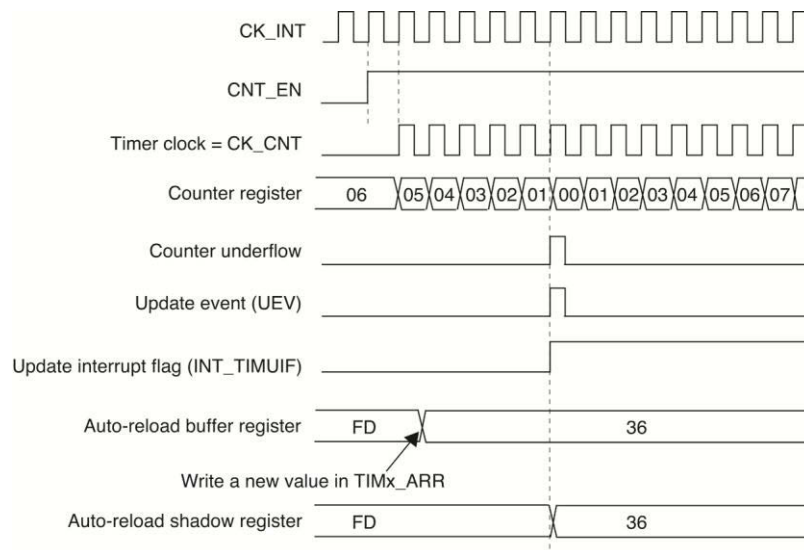 CK_INT
CNT_EN
Timer clock = CK_CNT
Counter register 06 05 04 03 02 01 00 01 02 03 04 05 06 07
Counter underflow
Update event (UEV)
Update interrupt flag (INT_TIMUIF)
Auto-reload buffer register FD 36
Write a new value in TIMx_ARR
Auto-reload shadow register FD 36